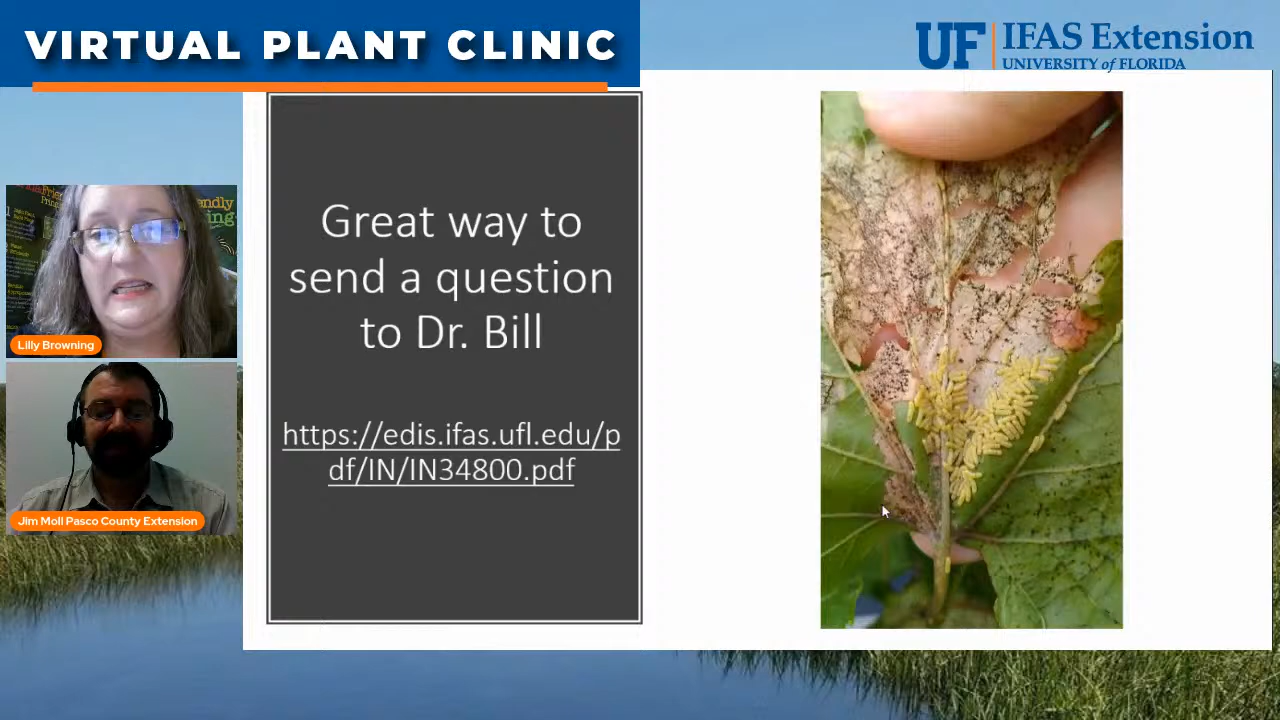 VIRTUAL PLANT CLINIC
UF IFAS Extension
UNIVERSITY of FLORIDA
Great way to
send a question
to Dr. Bill
https://edis.ifas.ufl.edu/p
df/IN/IN34800.pdf
Lilly Browning
Jim Moll Pasco County Extension